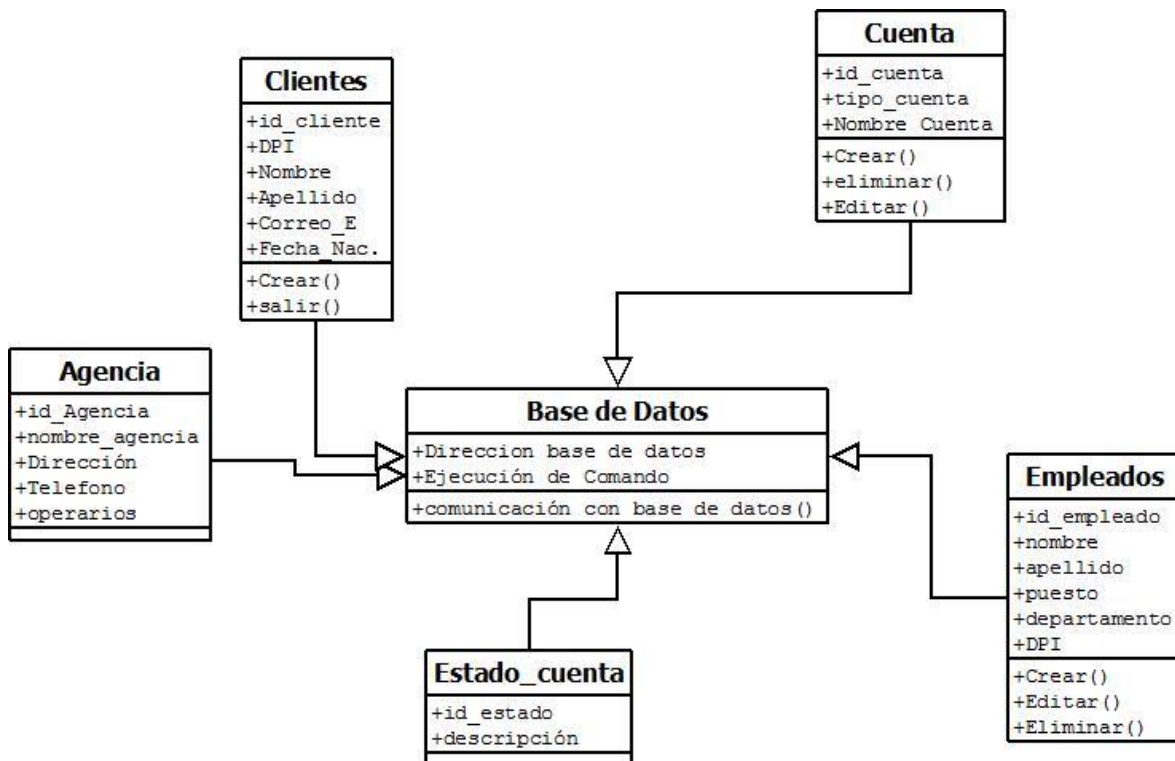 Cuenta
+id_cuenta
+tipo_cuenta
+Nombre Cuenta
+Crear()
+eliminar()
+Editar()
Clientes
+id_cliente
+DPI
+Nombre
+Apellido
+Correo_E
+Fecha_Nac.
+Crear()
+salir()
Agencia
+id_Agencia
+nombre_agencia
+Dirección
+Telefono
+operarios
Base de Datos
+Direccion base de datos
+Ejecución de Comando
+comunicación con base de datos()
Empleados
+id_empleado
+nombre
+apellido
+puesto
+departamento
+DPI
+Crear()
+Editar()
+Eliminar()
Estado_cuenta
+id_estado
+descripción